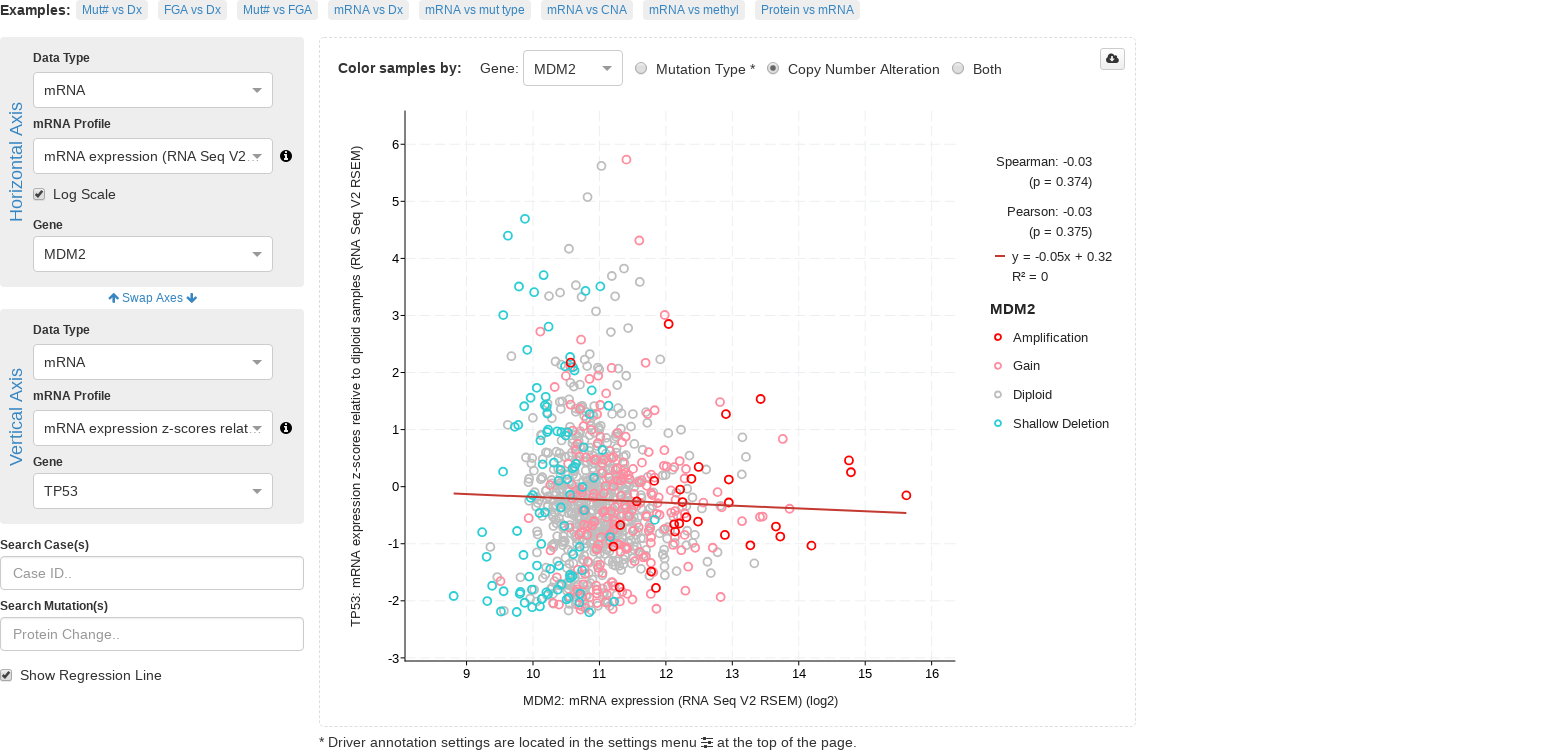 Examples: Mut# vs Dx FGA vs Dx Mut# vs FGA mRNA vs Dx mRNA vs mut type mRNA vs CNA mRNA vs methyl Protein vs mRNA
Horizontal Axis
Data Type
mRNA
mRNA Profile
mRNA expression (RNA Seq V2...
Log Scale
Gene
MDM2
Swap Axes
Vertical Axis
Data Type
mRNA
mRNA Profile
mRNA expression z-scores relat...
Gene
TP53
Search Case(s)
Case ID..
Search Mutation(s)
Protein Change..
Show Regression Line
Color samples by: Gene: MDM2 Mutation Type * Copy Number Alteration Both
TP53: mRNA expression z-scores relative to diploid samples (RNA Seq V2 RSEM)
6
5
4
3
2
1
0
-1
-2
-3
9 10 11 12 13 14 15 16
MDM2: mRNA expression (RNA Seq V2 RSEM) (log2)
Spearman: -0.03
(p = 0.374)
Pearson: -0.03
(p = 0.375)
y = -0.05x + 0.32
R² = 0
MDM2
Amplification
Gain
Diploid
Shallow Deletion
* Driver annotation settings are located in the settings menu at the top of the page.